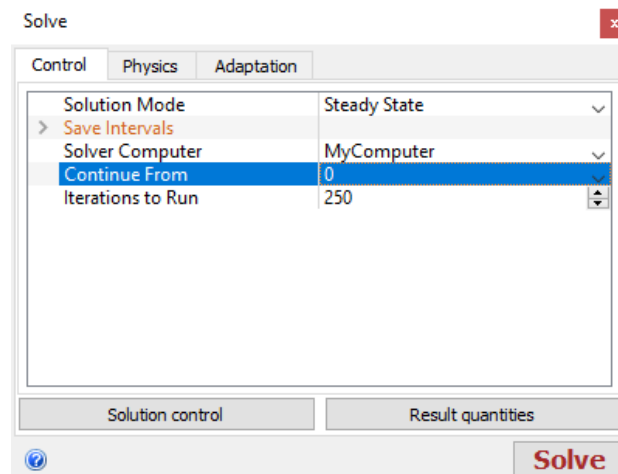 Solve
x
Control Physics Adaptation
Solution Mode Steady State
> Save Intervals
Solver Computer MyComputer
Continue From 0
Iterations to Run 250
Solution control Result quantities
? Solve